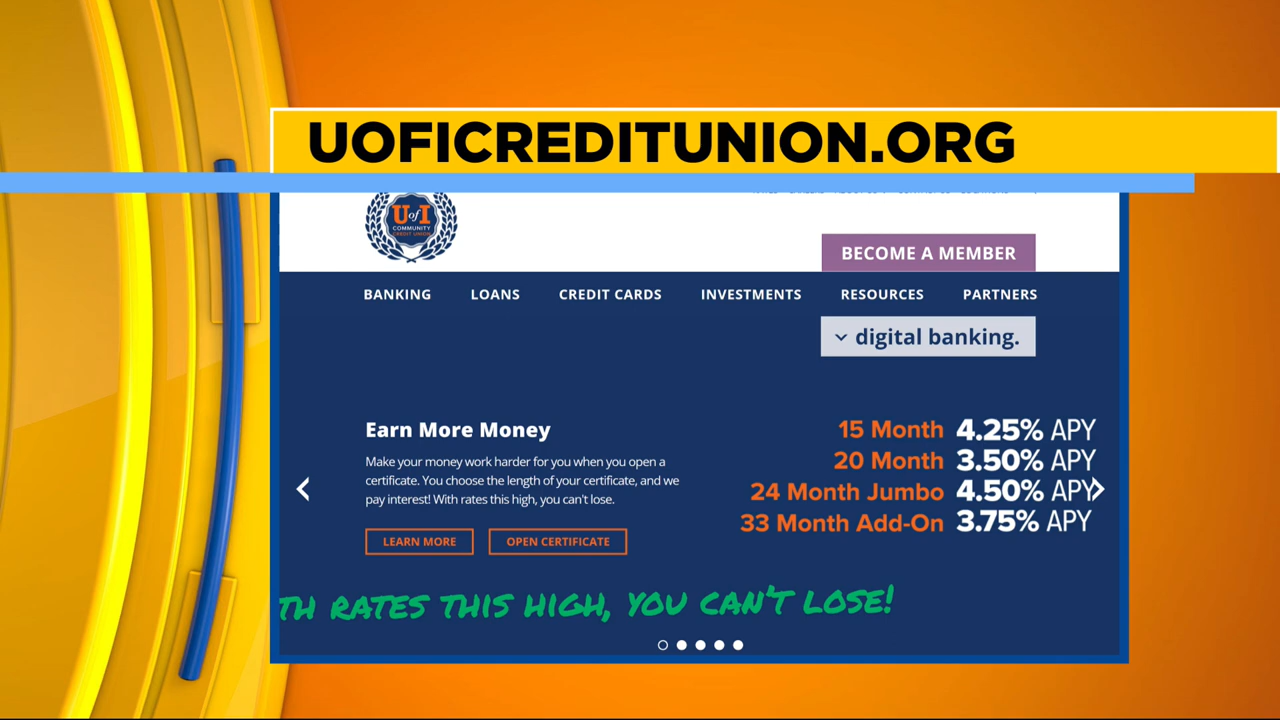 UOFICREDITUNION.ORG
U of I
COMMUNITY
CREDIT UNION
BECOME A MEMBER
BANKING LOANS CREDIT CARDS INVESTMENTS RESOURCES PARTNERS
digital banking.
Earn More Money
Make your money work harder for you when you open a
certificate. You choose the length of your certificate, and we
pay interest! With rates this high, you can't lose.
LEARN MORE OPEN CERTIFICATE
15 Month 4.25% APY
20 Month 3.50% APY
24 Month Jumbo 4.50% APY
33 Month Add-On 3.75% APY
TH RATES THIS HIGH, YOU CAN'T LOSE!